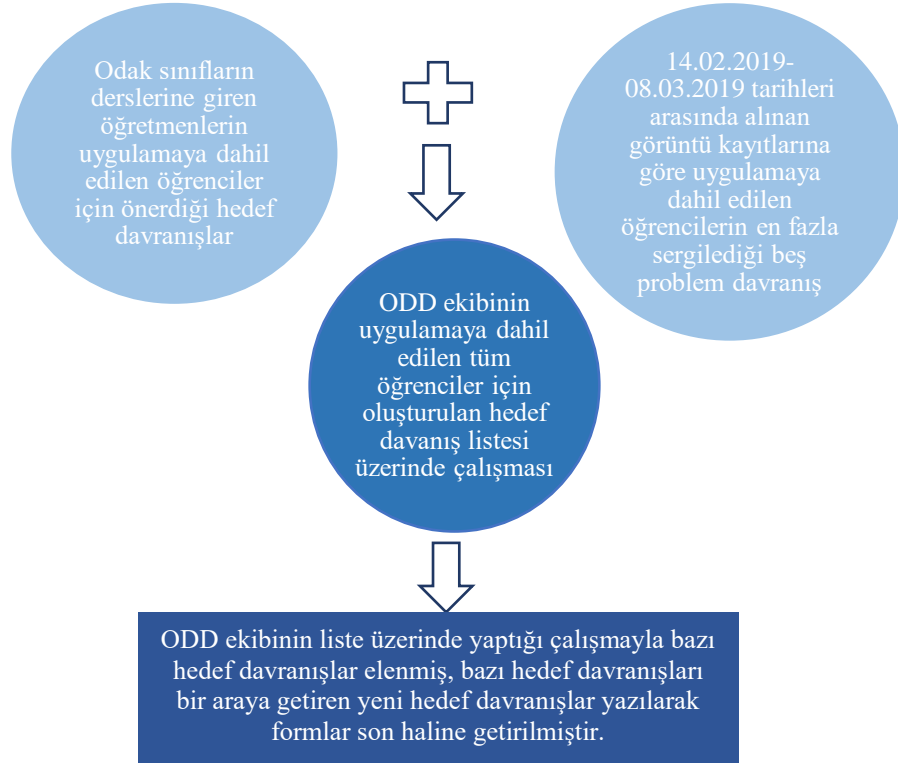 Odak sınıfların
derslerine giren
öğretmenlerin
uygulamaya dahil
edilen öğrenciler
için önerdiği hedef
davranışlar
14.02.2019-
08.03.2019 tarihleri
arasında alınan
görüntü kayıtlarına
göre uygulamaya
dahil edilen
öğrencilerin en fazla
sergilediği beş
problem davranış
ODD ekibinin
uygulamaya dahil
edilen tüm
öğrenciler için
oluşturulan hedef
davanış listesi
üzerinde çalışması
ODD ekibinin liste üzerinde yaptığı çalışmayla bazı
hedef davranışlar elenmiş, bazı hedef davranışları
bir araya getiren yeni hedef davranışlar yazılarak
formlar son haline getirilmiştir.